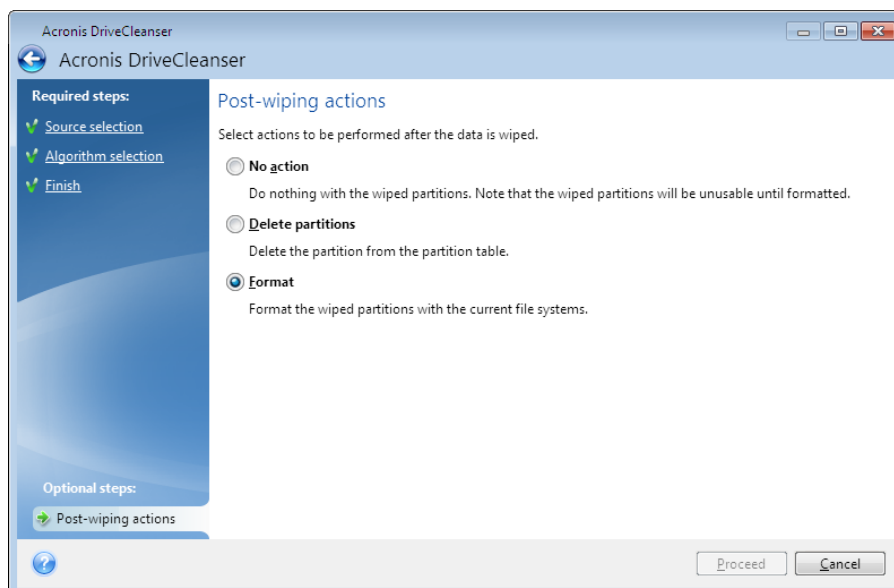 Acronis DriveCleanser
Acronis DriveCleanser
Required steps:
Source selection
Algorithm selection
Finish
Post-wiping actions
Select actions to be performed after the data is wiped.
No action
Do nothing with the wiped partitions. Note that the wiped partitions will be unusable until formatted.
Delete partitions
Delete the partition from the partition table.
Format
Format the wiped partitions with the current file systems.
Optional steps:
Post-wiping actions
?
Proceed
Cancel